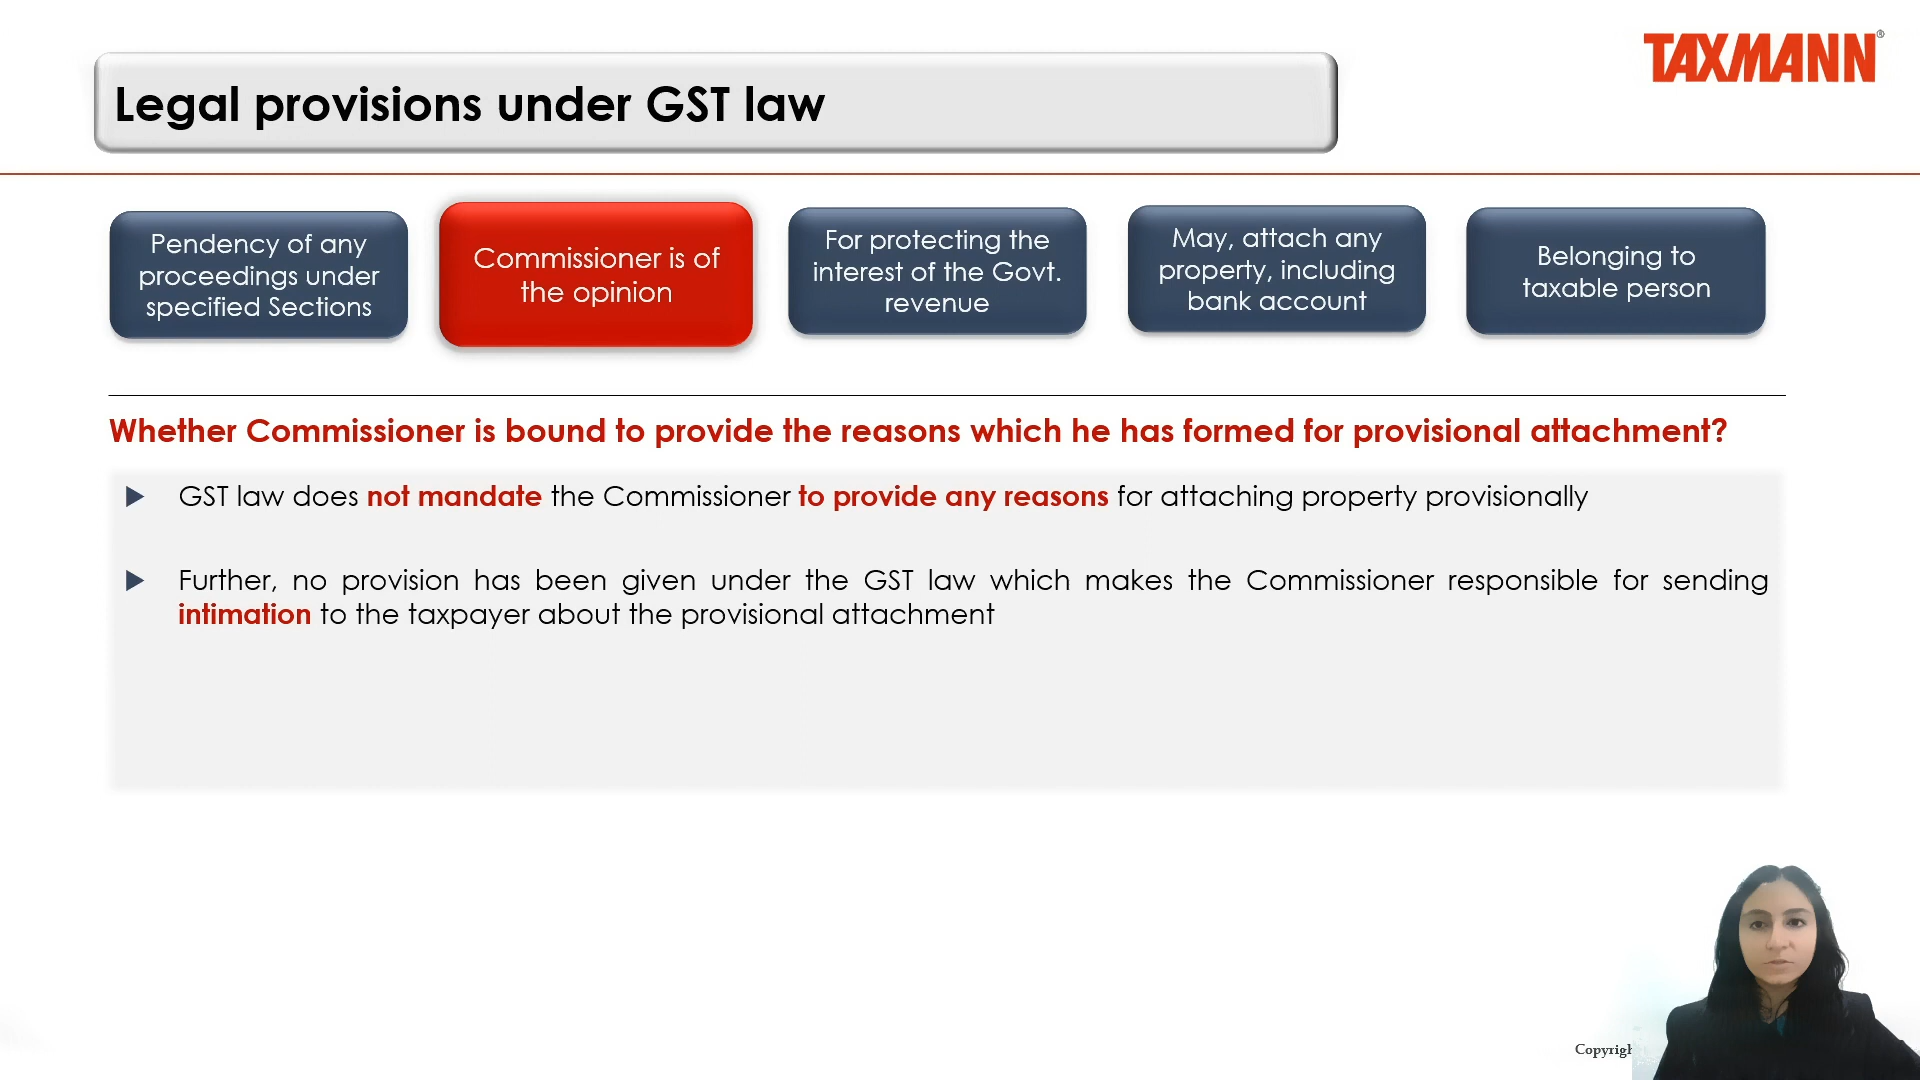 TAXMANN®
Legal provisions under GST law
Pendency of any
proceedings under
specified Sections
Commissioner is of
the opinion
For protecting the
interest of the Govt.
revenue
May, attach any
property, including
bank account
Belonging to
taxable person
Whether Commissioner is bound to provide the reasons which he has formed for provisional attachment?
GST law does not mandate the Commissioner to provide any reasons for attaching property provisionally
Further, no provision has been given under the GST law which makes the Commissioner responsible for sending
intimation to the taxpayer about the provisional attachment